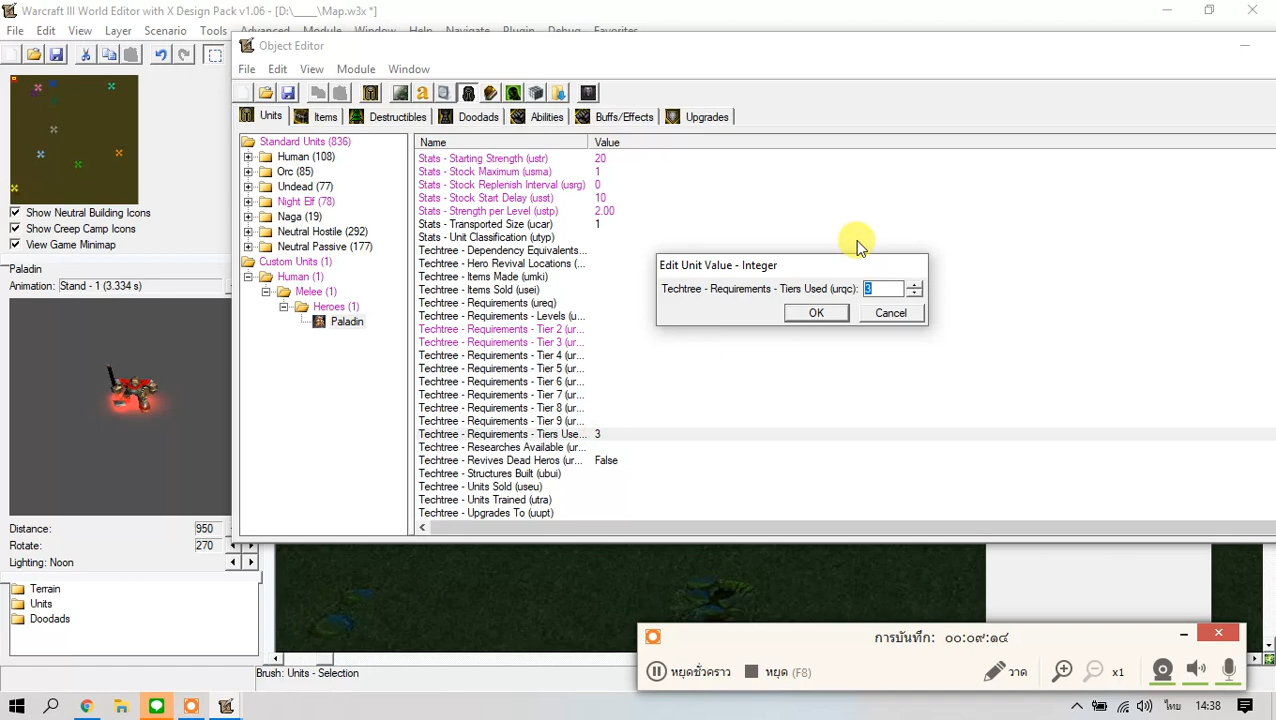 Warcraft III World Editor with X Design Pack v1.06 - [D:\____\Map.w3x *]
File Edit View Layer Scenario Tools Advanced Module Window Help Navigate Plugin Debug Favorites
Object Editor
File Edit View Module Window
Units Items Destructibles Doodads Abilities Buffs/Effects Upgrades
Show Neutral Building Icons
Show Creep Camp Icons
View Game Minimap
Paladin
Animation: Stand - 1 (3.334 s)
Distance: 950
Rotate: 270
Lighting: Noon
Terrain
Units
Doodads
Standard Units (836)
Human (108)
Orc (85)
Undead (77)
Night Elf (78)
Naga (19)
Neutral Hostile (292)
Neutral Passive (177)
Custom Units (1)
Human (1)
Melee (1)
Heroes (1)
Paladin
Name Value
Stats - Starting Strength (ustr) 20
Stats - Stock Maximum (usma) 1
Stats - Stock Replenish Interval (usrg) 0
Stats - Stock Start Delay (usst) 10
Stats - Strength per Level (ustp) 2.00
Stats - Transported Size (ucar) 1
Stats - Unit Classification (utyp)
Techtree - Dependency Equivalents...
Techtree - Hero Revival Locations (...
Techtree - Items Made (umki)
Techtree - Items Sold (usei)
Techtree - Requirements (ureq)
Techtree - Requirements - Levels (u...
Techtree - Requirements - Tier 2 (ur...
Techtree - Requirements - Tier 3 (ur...
Techtree - Requirements - Tier 4 (ur...
Techtree - Requirements - Tier 5 (ur...
Techtree - Requirements - Tier 6 (ur...
Techtree - Requirements - Tier 7 (ur...
Techtree - Requirements - Tier 8 (ur...
Techtree - Requirements - Tier 9 (ur...
Techtree - Requirements - Tiers Use... 3
Techtree - Researches Available (ur...
Techtree - Revives Dead Heros (ur... False
Techtree - Structures Built (ubui)
Techtree - Units Sold (useu)
Techtree - Units Trained (utra)
Techtree - Upgrades To (uupt)
Edit Unit Value - Integer
Techtree - Requirements - Tiers Used (urqc): 3
OK Cancel
Brush: Units - Selection
การบันทึก: ๐๐:๐๙:๑๔
หยุดชั่วคราว หยุด (F8) วาด x1
ไทย 14:38